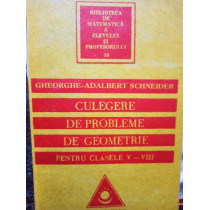 BIBLIOTECA
DE
MATEMATICĂ
A
ELEVULUI
ȘI
PROFESORULUI
GHEORGHE-ADALBERT SCHNEIDER
CULEGERE
DE PROBLEME
DE GEOMETRIE
PENTRU CLASELE V—VIII